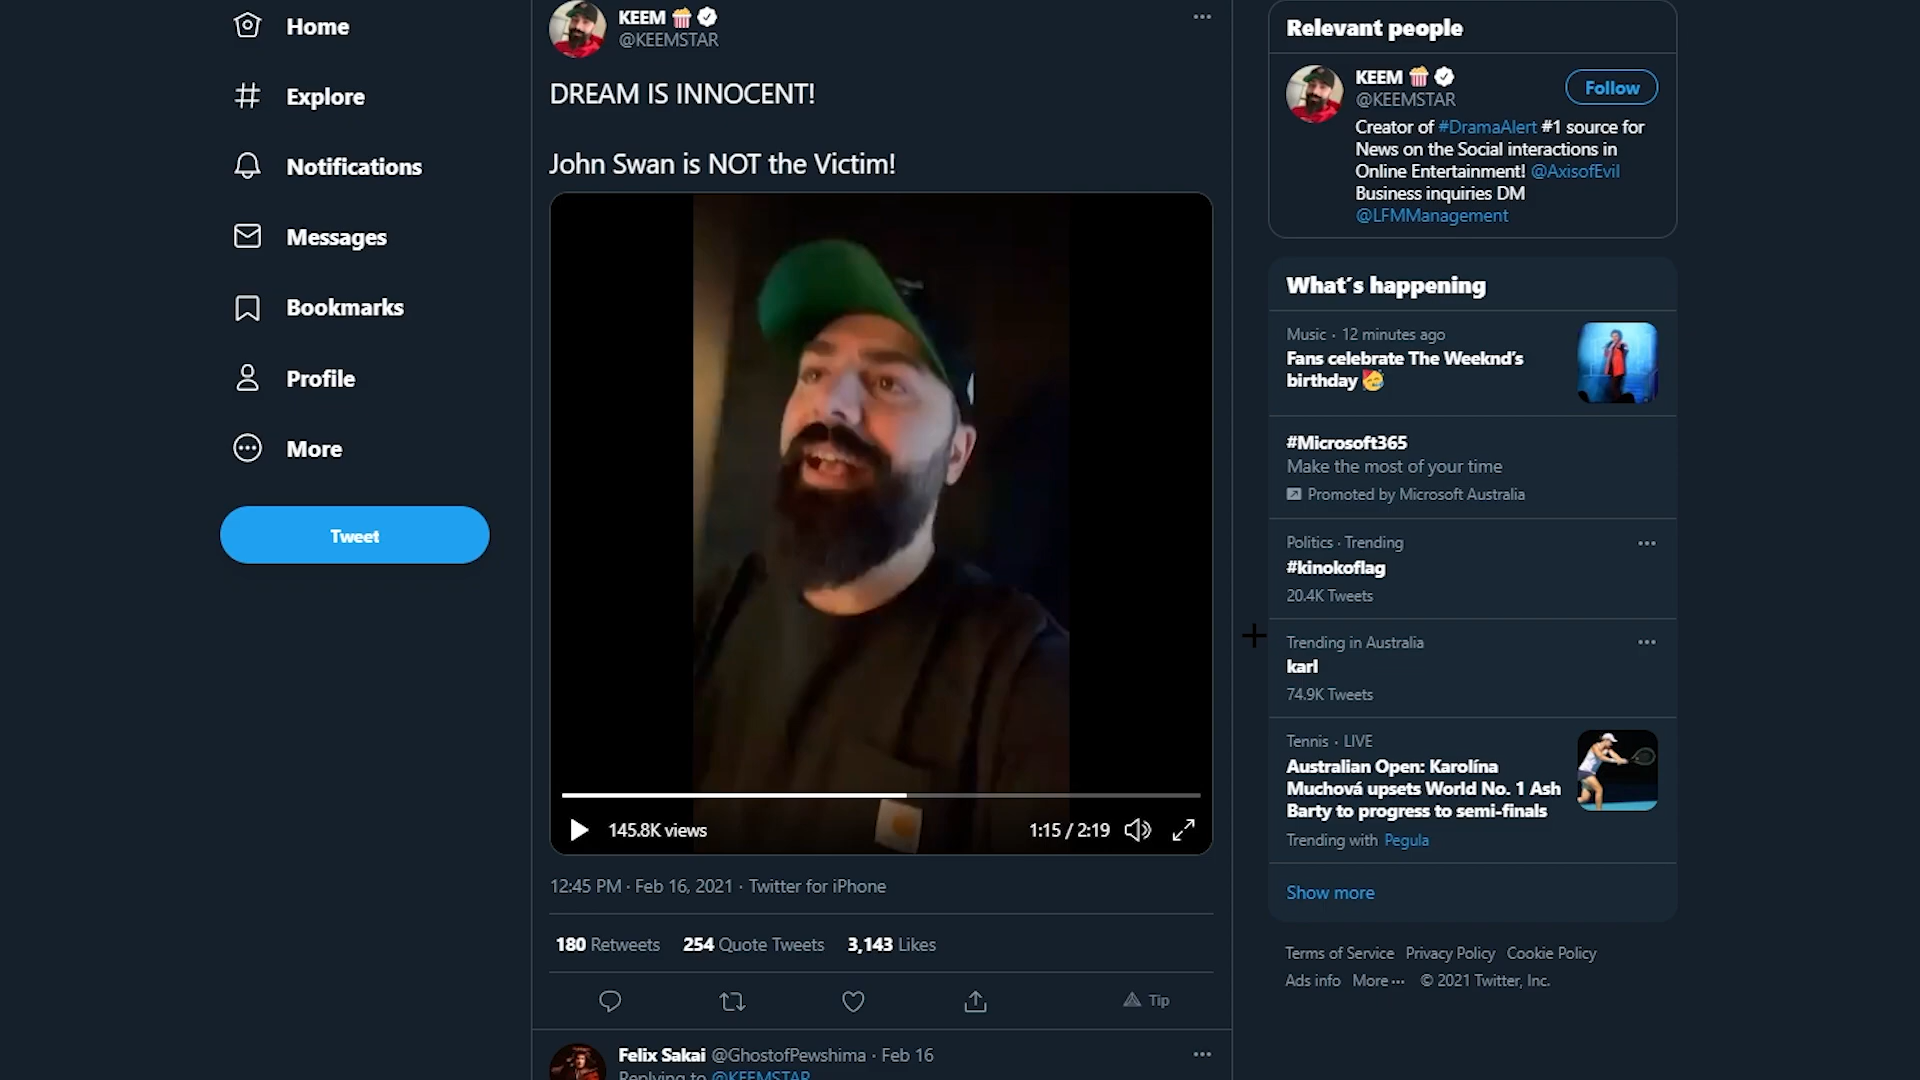 Home
Explore
Notifications
Messages
Bookmarks
Profile
More
Tweet
KEEM
@KEEMSTAR
DREAM IS INNOCENT!
John Swan is NOT the Victim!
145.8K views
1:15 / 2:19
12:45 PM · Feb 16, 2021 · Twitter for iPhone
180 Retweets 254 Quote Tweets 3,143 Likes
Tip
Felix Sakai @GhostofPewshima · Feb 16
Replying to @KEEMSTAR
Relevant people
KEEM
@KEEMSTAR
Follow
Creator of #DramaAlert #1 source for
News on the Social interactions in
Online Entertainment! @AxisofEvil
Business inquiries DM
@LFMManagement
What´s happening
Music · 12 minutes ago
Fans celebrate The Weeknd’s
birthday
#Microsoft365
Make the most of your time
Promoted by Microsoft Australia
Politics · Trending
#kinokoflag
20.4K Tweets
Trending in Australia
karl
74.9K Tweets
Tennis · LIVE
Australian Open: Karolína
Muchová upsets World No. 1 Ash
Barty to progress to semi-finals
Trending with Pegula
Show more
Terms of Service Privacy Policy Cookie Policy
Ads info More ··· © 2021 Twitter, Inc.